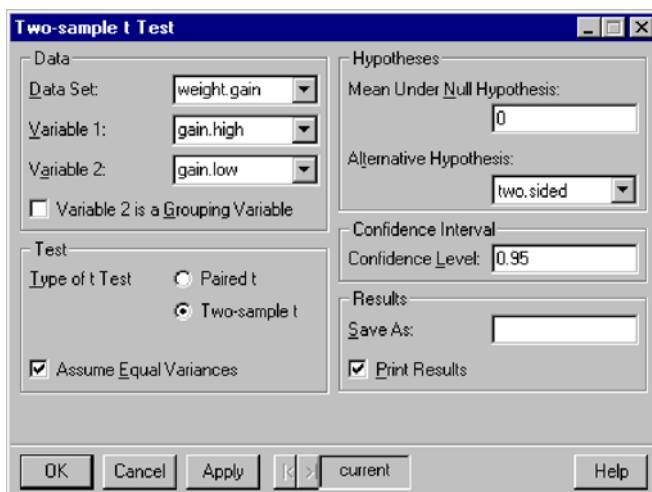 Two-sample t Test
Data
Data Set: weight.gain
Variable 1: gain.high
Variable 2: gain.low
Variable 2 is a Grouping Variable
Test
Type of t Test Paired t
Two-sample t
Assume Equal Variances
Hypotheses
Mean Under Null Hypothesis:
0
Alternative Hypothesis:
two.sided
Confidence Interval
Confidence Level: 0.95
Results
Save As:
Print Results
OK Cancel Apply current Help